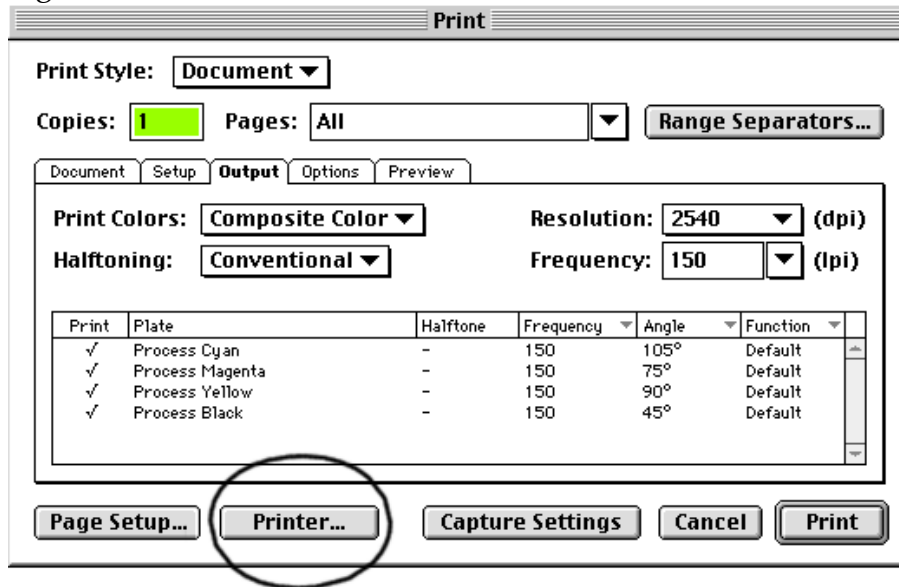 Print
Print Style: Document
Copies: 1 Pages: All Range Separators...
Document Setup Output Options Preview
Print Colors: Composite Color Resolution: 2540 (dpi)
Halftoning: Conventional Frequency: 150 (lpi)
Print Plate Halftone Frequency Angle Function
√ Process Cyan - 150 105° Default
√ Process Magenta - 150 75° Default
√ Process Yellow - 150 90° Default
√ Process Black - 150 45° Default
Page Setup... Printer... Capture Settings Cancel Print